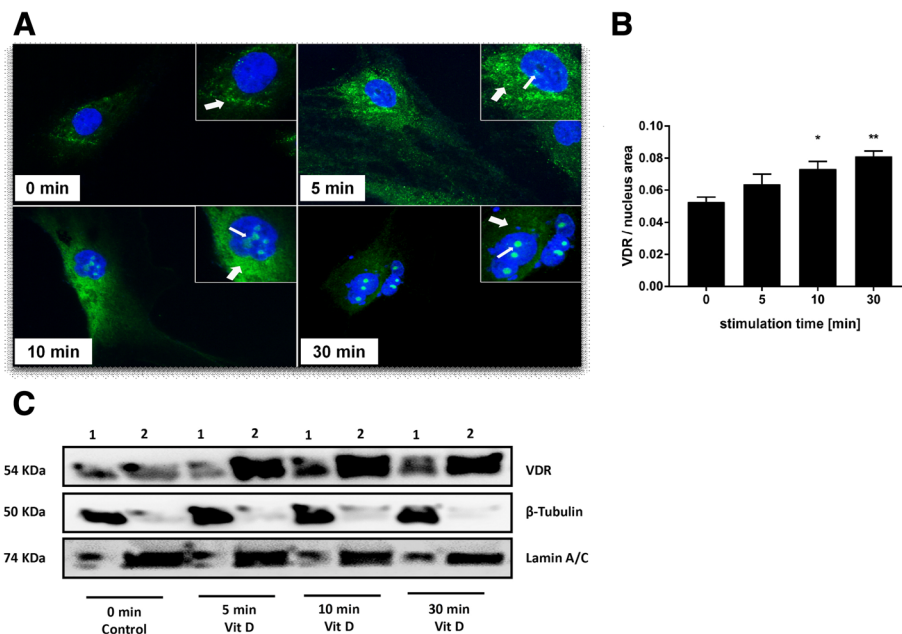 A
0 min
5 min
10 min
30 min
B
VDR / nucleus area
0.10
0.08
0.06
0.04
0.02
0.00
* **
0 5 10 30
stimulation time [min]
C
1 2 1 2 1 2 1 2
54 KDa VDR
50 KDa β-Tubulin
74 KDa Lamin A/C
0 min 5 min 10 min 30 min
Control Vit D Vit D Vit D